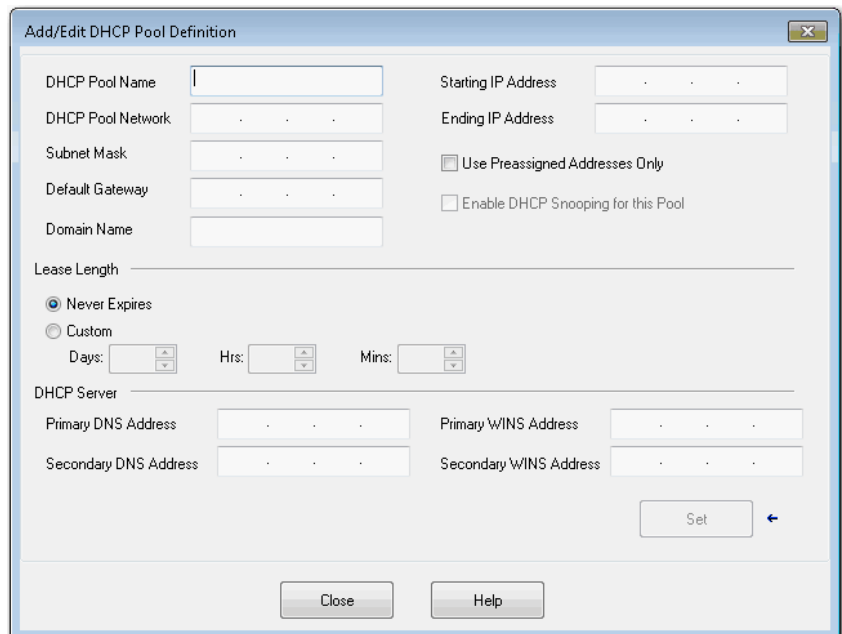 Add/Edit DHCP Pool Definition
DHCP Pool Name
Starting IP Address
DHCP Pool Network
Ending IP Address
Subnet Mask
Use Preassigned Addresses Only
Default Gateway
Enable DHCP Snooping for this Pool
Domain Name
Lease Length
Never Expires
Custom
Days: Hrs: Mins:
DHCP Server
Primary DNS Address
Primary WINS Address
Secondary DNS Address
Secondary WINS Address
Set
Close
Help